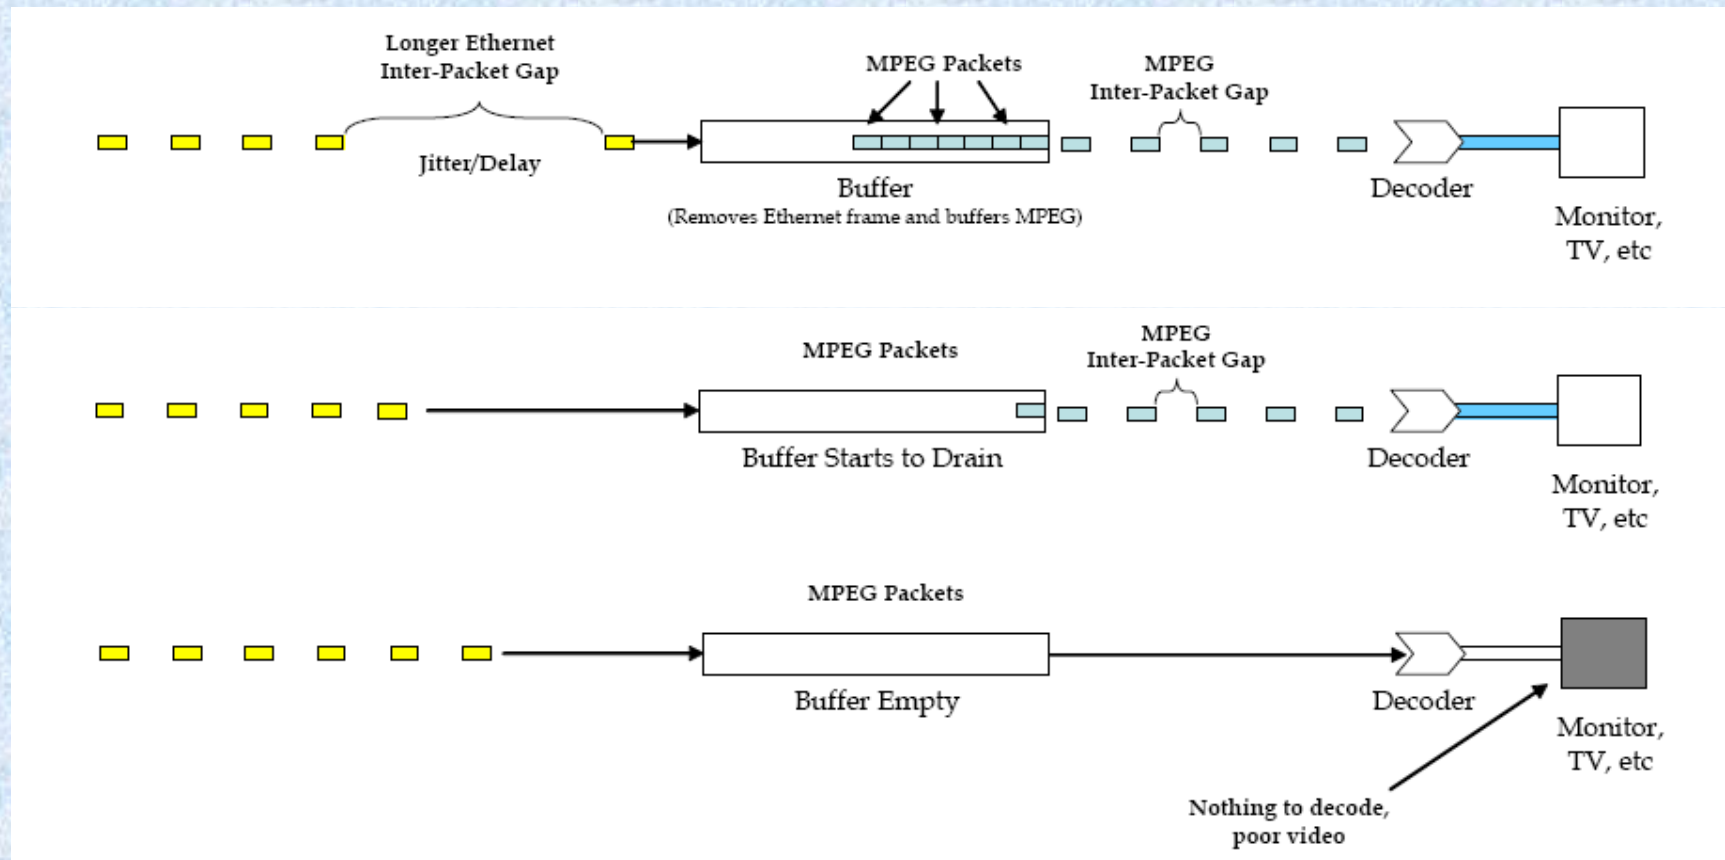 Longer Ethernet
Inter-Packet Gap
MPEG Packets
MPEG
Inter-Packet Gap
Jitter/Delay
Buffer
(Removes Ethernet frame and buffers MPEG)
Decoder
Monitor,
TV, etc
MPEG Packets
MPEG
Inter-Packet Gap
Buffer Starts to Drain
Decoder
Monitor,
TV, etc
MPEG Packets
Buffer Empty
Decoder
Monitor,
TV, etc
Nothing to decode,
poor video